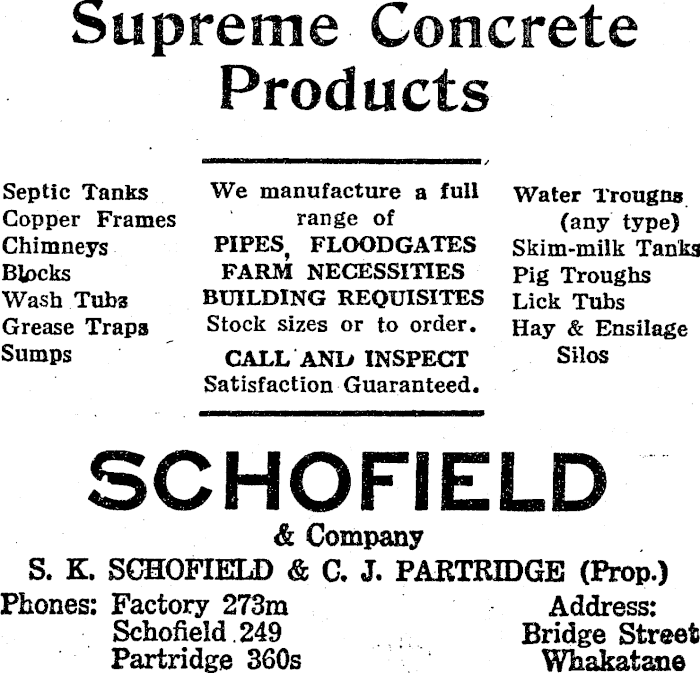 Supreme Concrete
Products
Septic Tanks
Copper Frames
Chimneys
Blocks
Wash Tubs
Grease Traps
Sumps
We manufacture a full
range of
PIPES, FLOODGATES
FARM NECESSITIES
BUILDING REQUISITES
Stock sizes or to order.
CALL AND INSPECT
Satisfaction Guaranteed.
Water Troughs
(any type)
Skim-milk Tanks
Pig Troughs
Lick Tubs
Hay & Ensilage
Silos
SCHOFIELD
& Company
S. K. SCHOFIELD & C. J. PARTRIDGE (Prop.)
Phones: Factory 273m
Schofield 249
Partridge 360s
Address:
Bridge Street
Whakatane